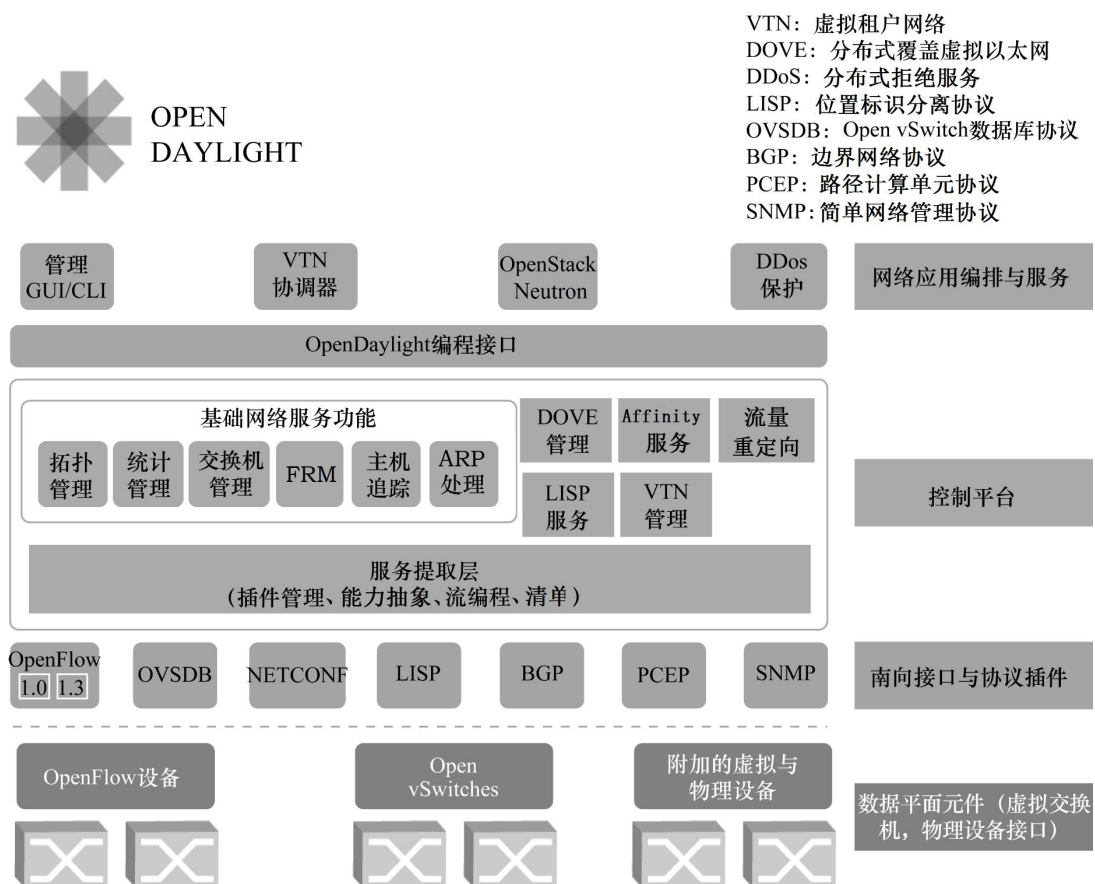 VTN：虚拟租户网络
DOVE：分布式覆盖虚拟以太网
DDoS：分布式拒绝服务
LISP：位置标识分离协议
OVSDB：Open vSwitch数据库协议
BGP：边界网络协议
PCEP：路径计算单元协议
SNMP：简单网络管理协议
OPEN
DAYLIGHT
管理
GUI/CLI
VTN
协调器
OpenStack
Neutron
DDos
保护
网络应用编排与服务
OpenDaylight编程接口
基础网络服务功能
拓扑
管理
统计
管理
交换机
管理
FRM
主机
追踪
ARP
处理
DOVE
管理
Affinity
服务
流量
重定向
LISP
服务
VTN
管理
控制平台
服务提取层
（插件管理、能力抽象、流编程、清单）
OpenFlow
1.0 1.3
OVSDB
NETCONF
LISP
BGP
PCEP
SNMP
南向接口与协议插件
OpenFlow设备
Open
vSwitches
附加的虚拟与
物理设备
数据平面元件（虚拟交换
机，物理设备接口）